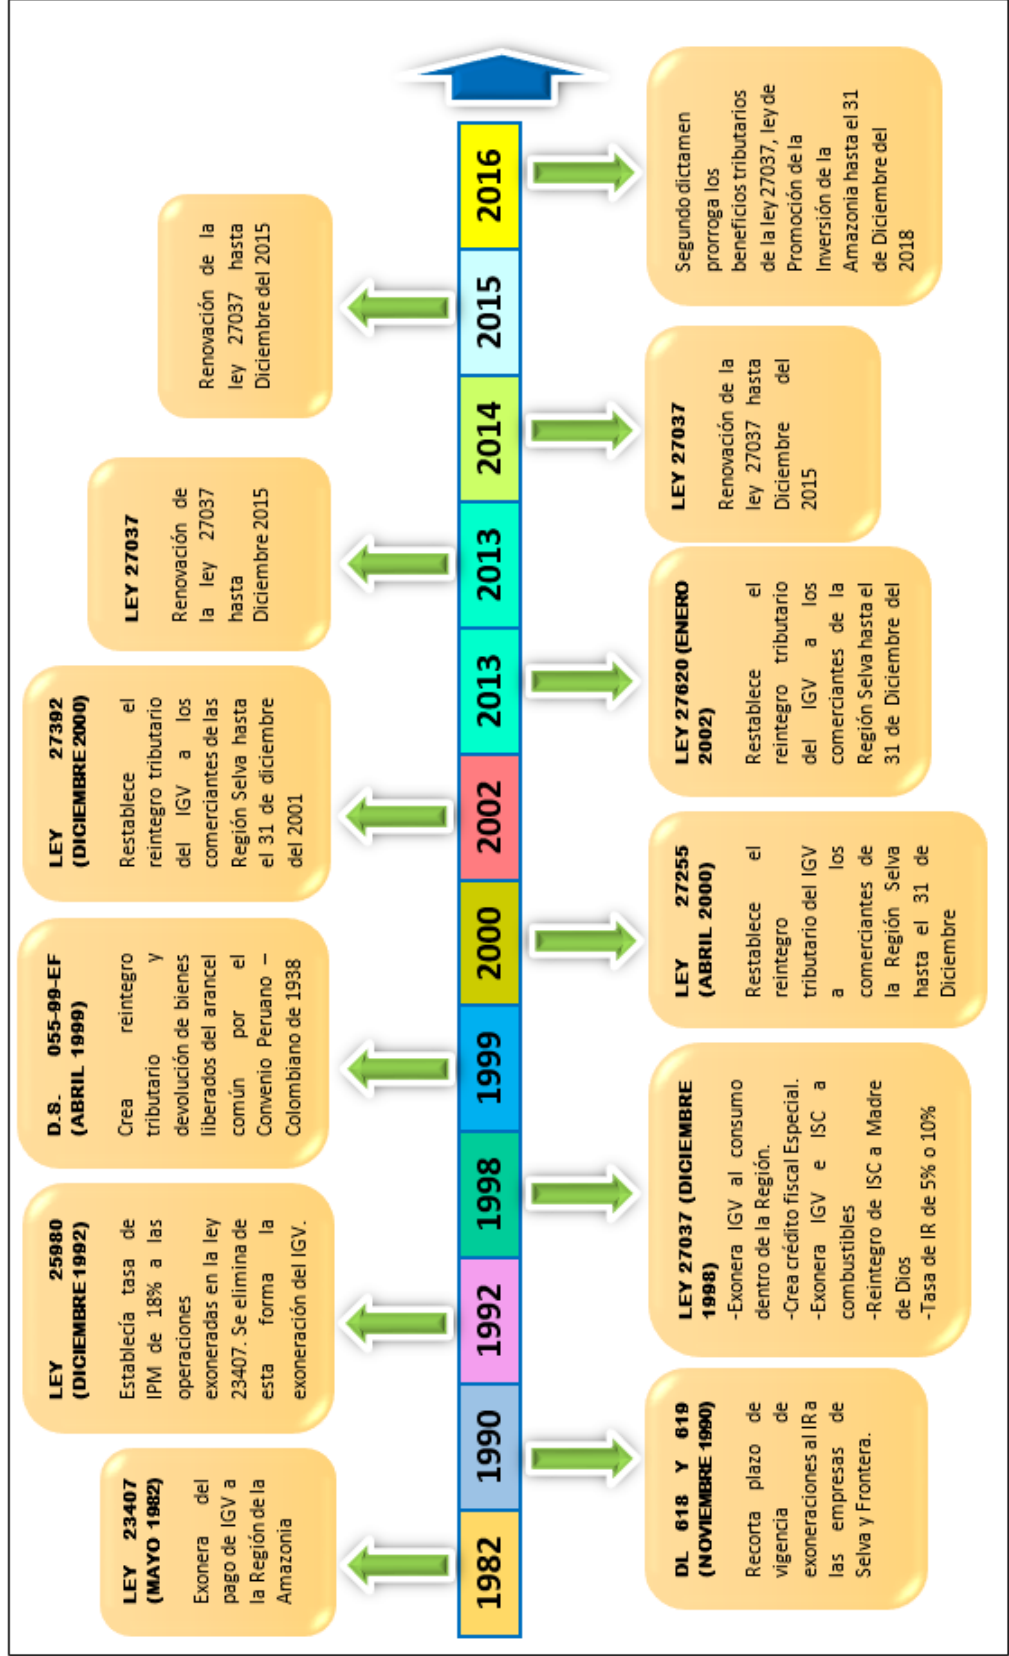 LEY 23407
(MAYO 1982)
Exonera del
pago de IGV a
la Región de la
Amazonia
LEY 25980
(DICIEMBRE 1992)
Establecía tasa de
IPM de 18% a las
operaciones
exoneradas en la ley
23407. Se elimina de
esta forma la
exoneración del IGV.
D.S. 055-99-EF
(ABRIL 1999)
Crea reintegro
tributario y
devolución de bienes
liberados del arancel
común por el
Convenio Peruano –
Colombiano de 1938
LEY 27392
(DICIEMBRE 2000)
Restablece el
reintegro tributario
del IGV a los
comerciantes de las
Región Selva hasta
el 31 de diciembre
del 2001
LEY 27037
Renovación de
la ley 27037
hasta
Diciembre 2015
Renovación de la
ley 27037 hasta
Diciembre del 2015
1982
1990
1992
1998
1999
2000
2002
2013
2013
2014
2015
2016
DL 618 Y 619
(NOVIEMBRE 1990)
Recorta plazo de
vigencia de
exoneraciones al IR a
las empresas de
Selva y Frontera.
LEY 27037 (DICIEMBRE
1998)
-Exonera IGV al consumo
dentro de la Región.
-Crea crédito fiscal Especial.
-Exonera IGV e ISC a
combustibles
-Reintegro de ISC a Madre
de Dios
-Tasa de IR de 5% o 10%
LEY 27255
(ABRIL 2000)
Restablece el
reintegro
tributario del IGV
a los
comerciantes de
la Región Selva
hasta el 31 de
Diciembre
LEY 27620 (ENERO
2002)
Restablece el
reintegro tributario
del IGV a los
comerciantes de la
Región Selva hasta el
31 de Diciembre del
LEY 27037
Renovación de la
ley 27037 hasta
Diciembre del
2015
Segundo dictamen
prorroga los
beneficios tributarios
de la ley 27037, ley de
Promoción de la
Inversión de la
Amazonia hasta el 31
de Diciembre del
2018